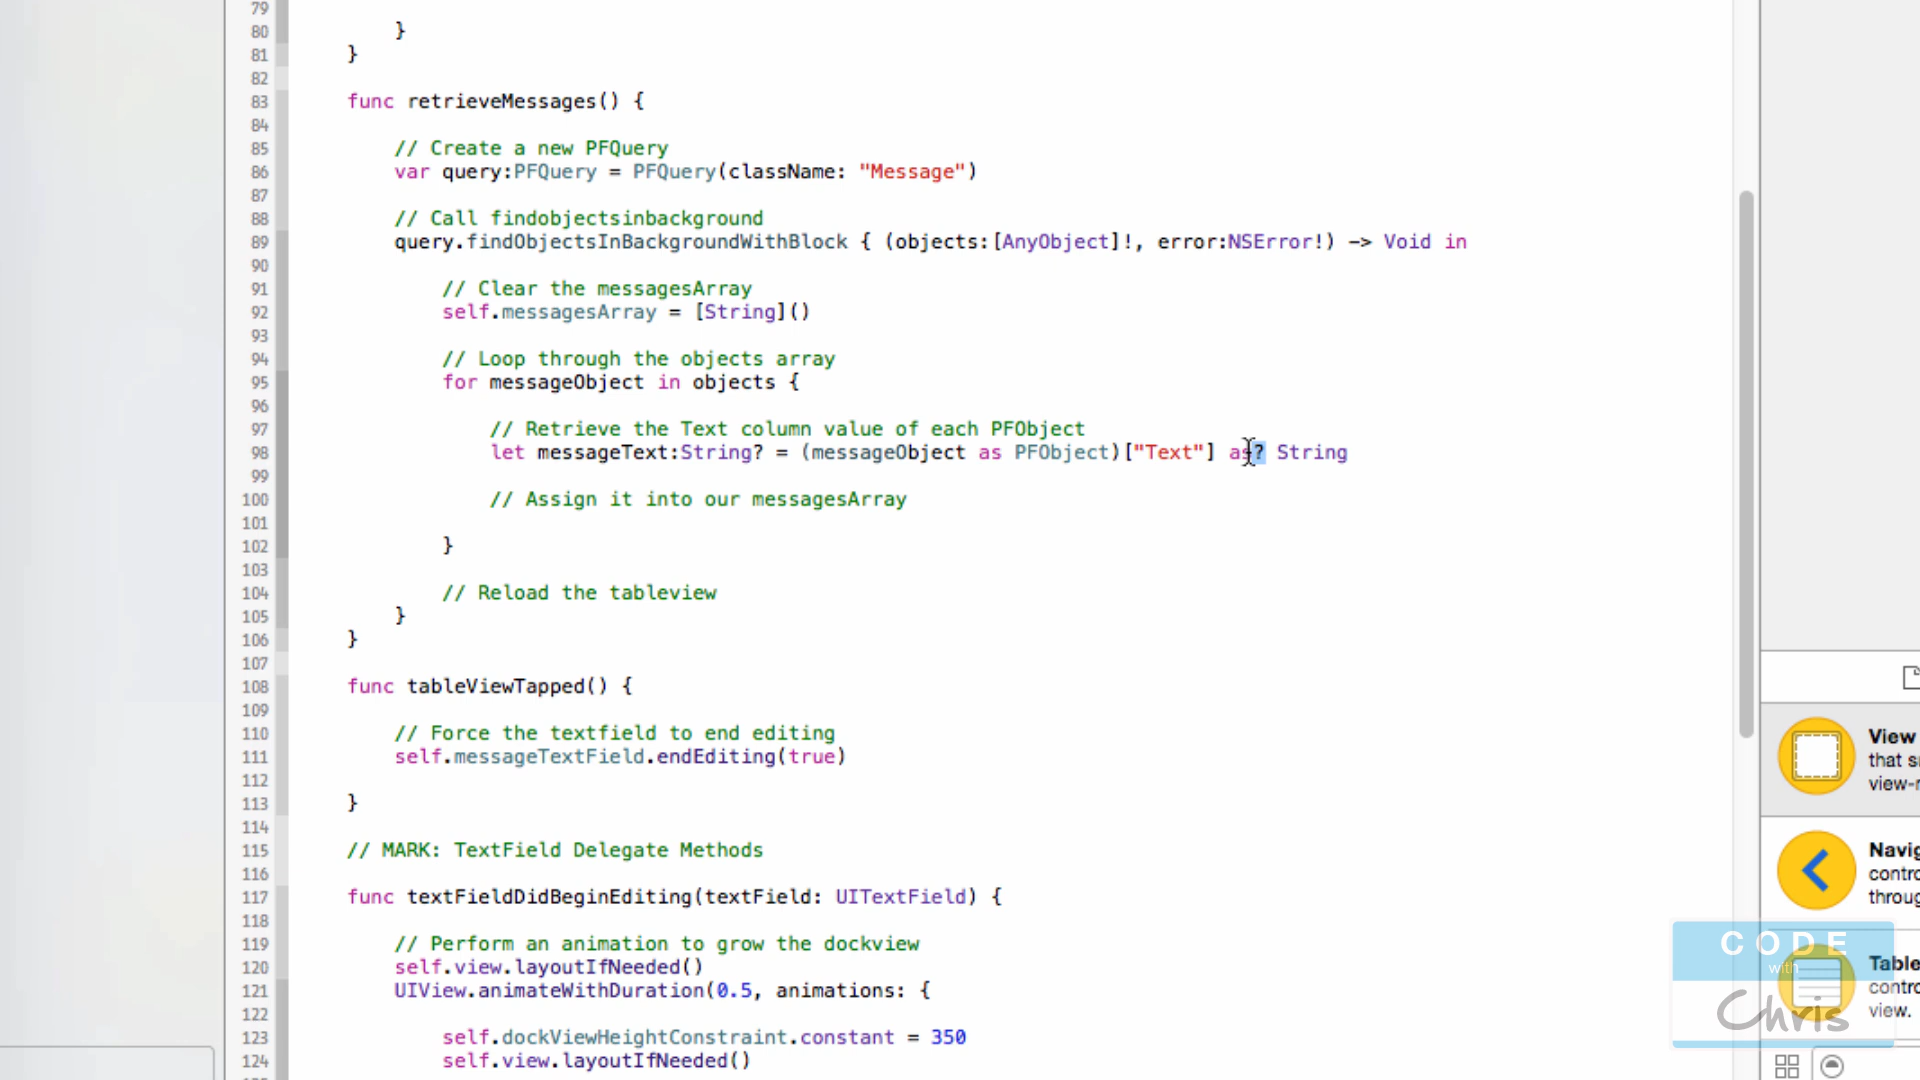 79
80 }
81 }
82
83 func retrieveMessages() {
84
85 // Create a new PFQuery
86 var query:PFQuery = PFQuery(className: "Message")
87
88 // Call findobjectsinbackground
89 query.findObjectsInBackgroundWithBlock { (objects:[AnyObject]!, error:NSError!) -> Void in
90
91 // Clear the messagesArray
92 self.messagesArray = [String]()
93
94 // Loop through the objects array
95 for messageObject in objects {
96
97 // Retrieve the Text column value of each PFObject
98 let messageText:String? = (messageObject as PFObject)["Text"] as? String
99
100 // Assign it into our messagesArray
101
102 }
103
104 // Reload the tableview
105 }
106 }
107
108 func tableViewTapped() {
109
110 // Force the textfield to end editing
111 self.messageTextField.endEditing(true)
112
113 }
114
115 // MARK: TextField Delegate Methods
116
117 func textFieldDidBeginEditing(textField: UITextField) {
118
119 // Perform an animation to grow the dockview
120 self.view.layoutIfNeeded()
121 UIView.animateWithDuration(0.5, animations: {
122
123 self.dockViewHeightConstraint.constant = 350
124 self.view.layoutIfNeeded()
View
that
view-
contro
throug
Table
contro
view.
CODE
with
Chris